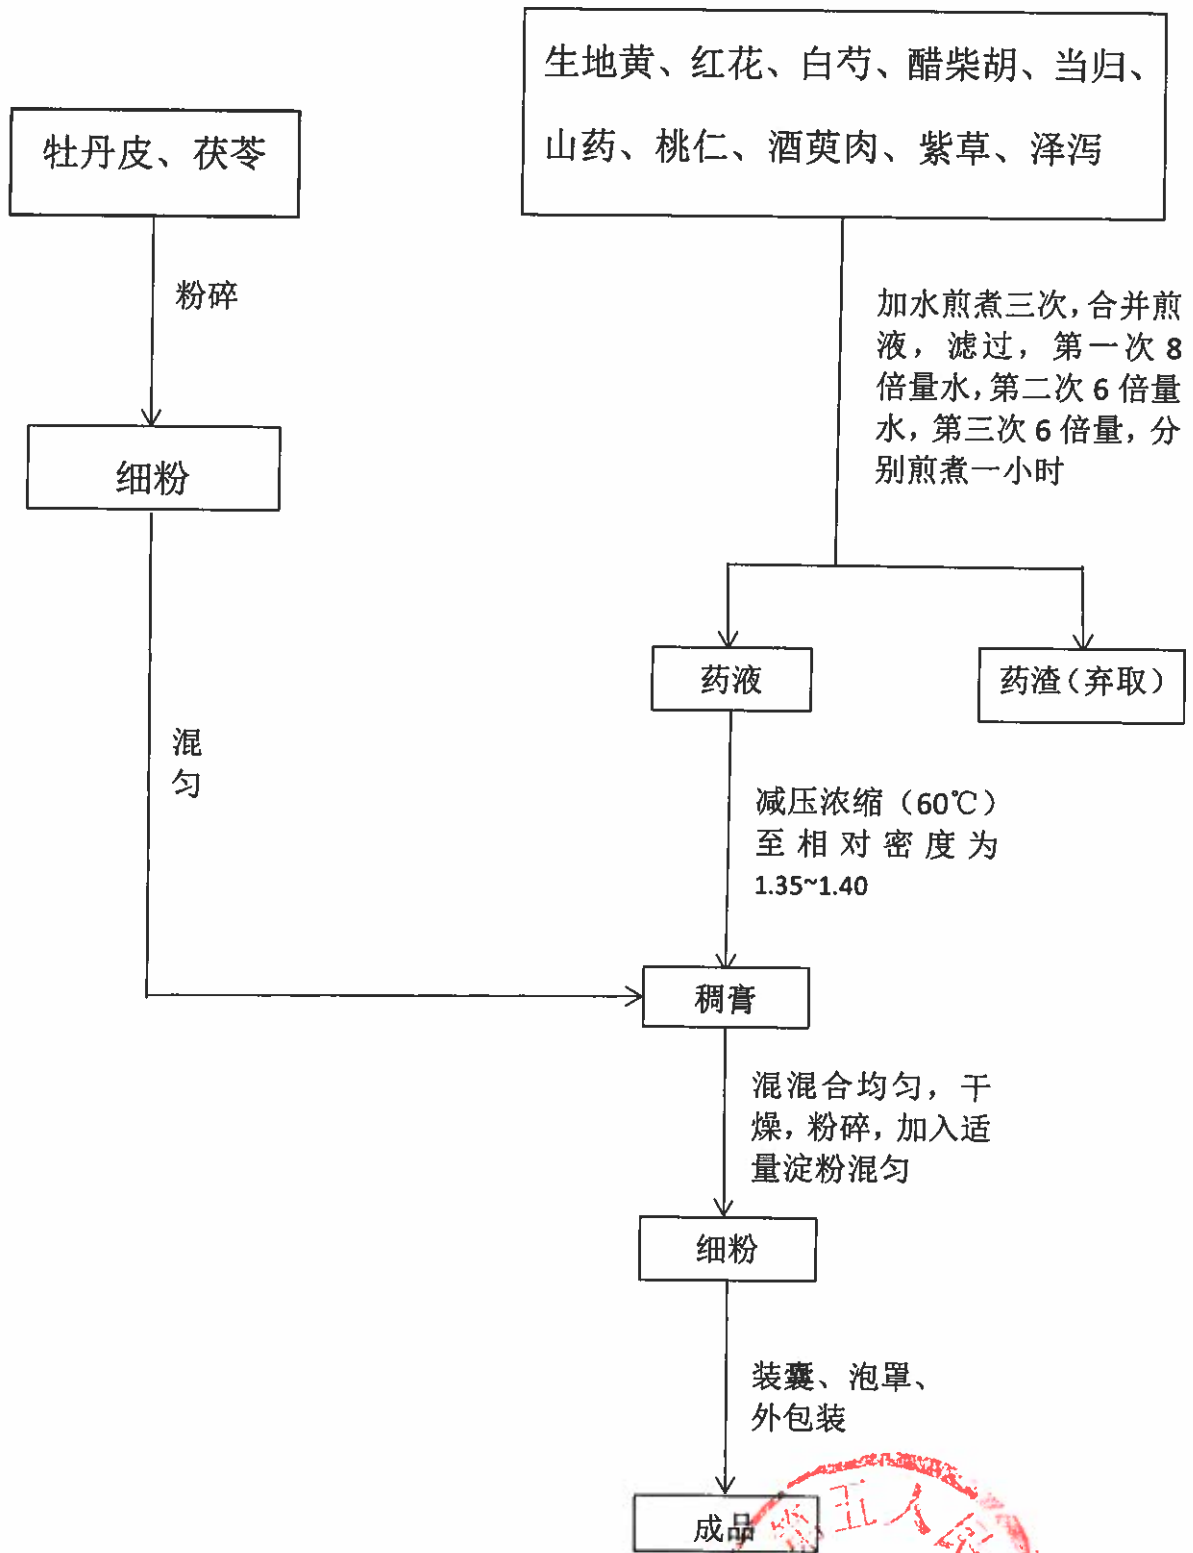 生地黄、红花、白芍、醋柴胡、当归、
山药、桃仁、酒萸肉、紫草、泽泻
牡丹皮、茯苓
粉碎
加水煎煮三次，合并煎
液，滤过，第一次 8
倍量水，第二次 6 倍量
水，第三次 6 倍量，分
别煎煮一小时
细粉
药液
药渣（弃取）
混
匀
减压浓缩（60℃）
至相对密度为
1.35~1.40
稠膏
混混合均匀，干
燥，粉碎，加入适
量淀粉混匀
细粉
装囊、泡罩、
外包装
成品
第五人民